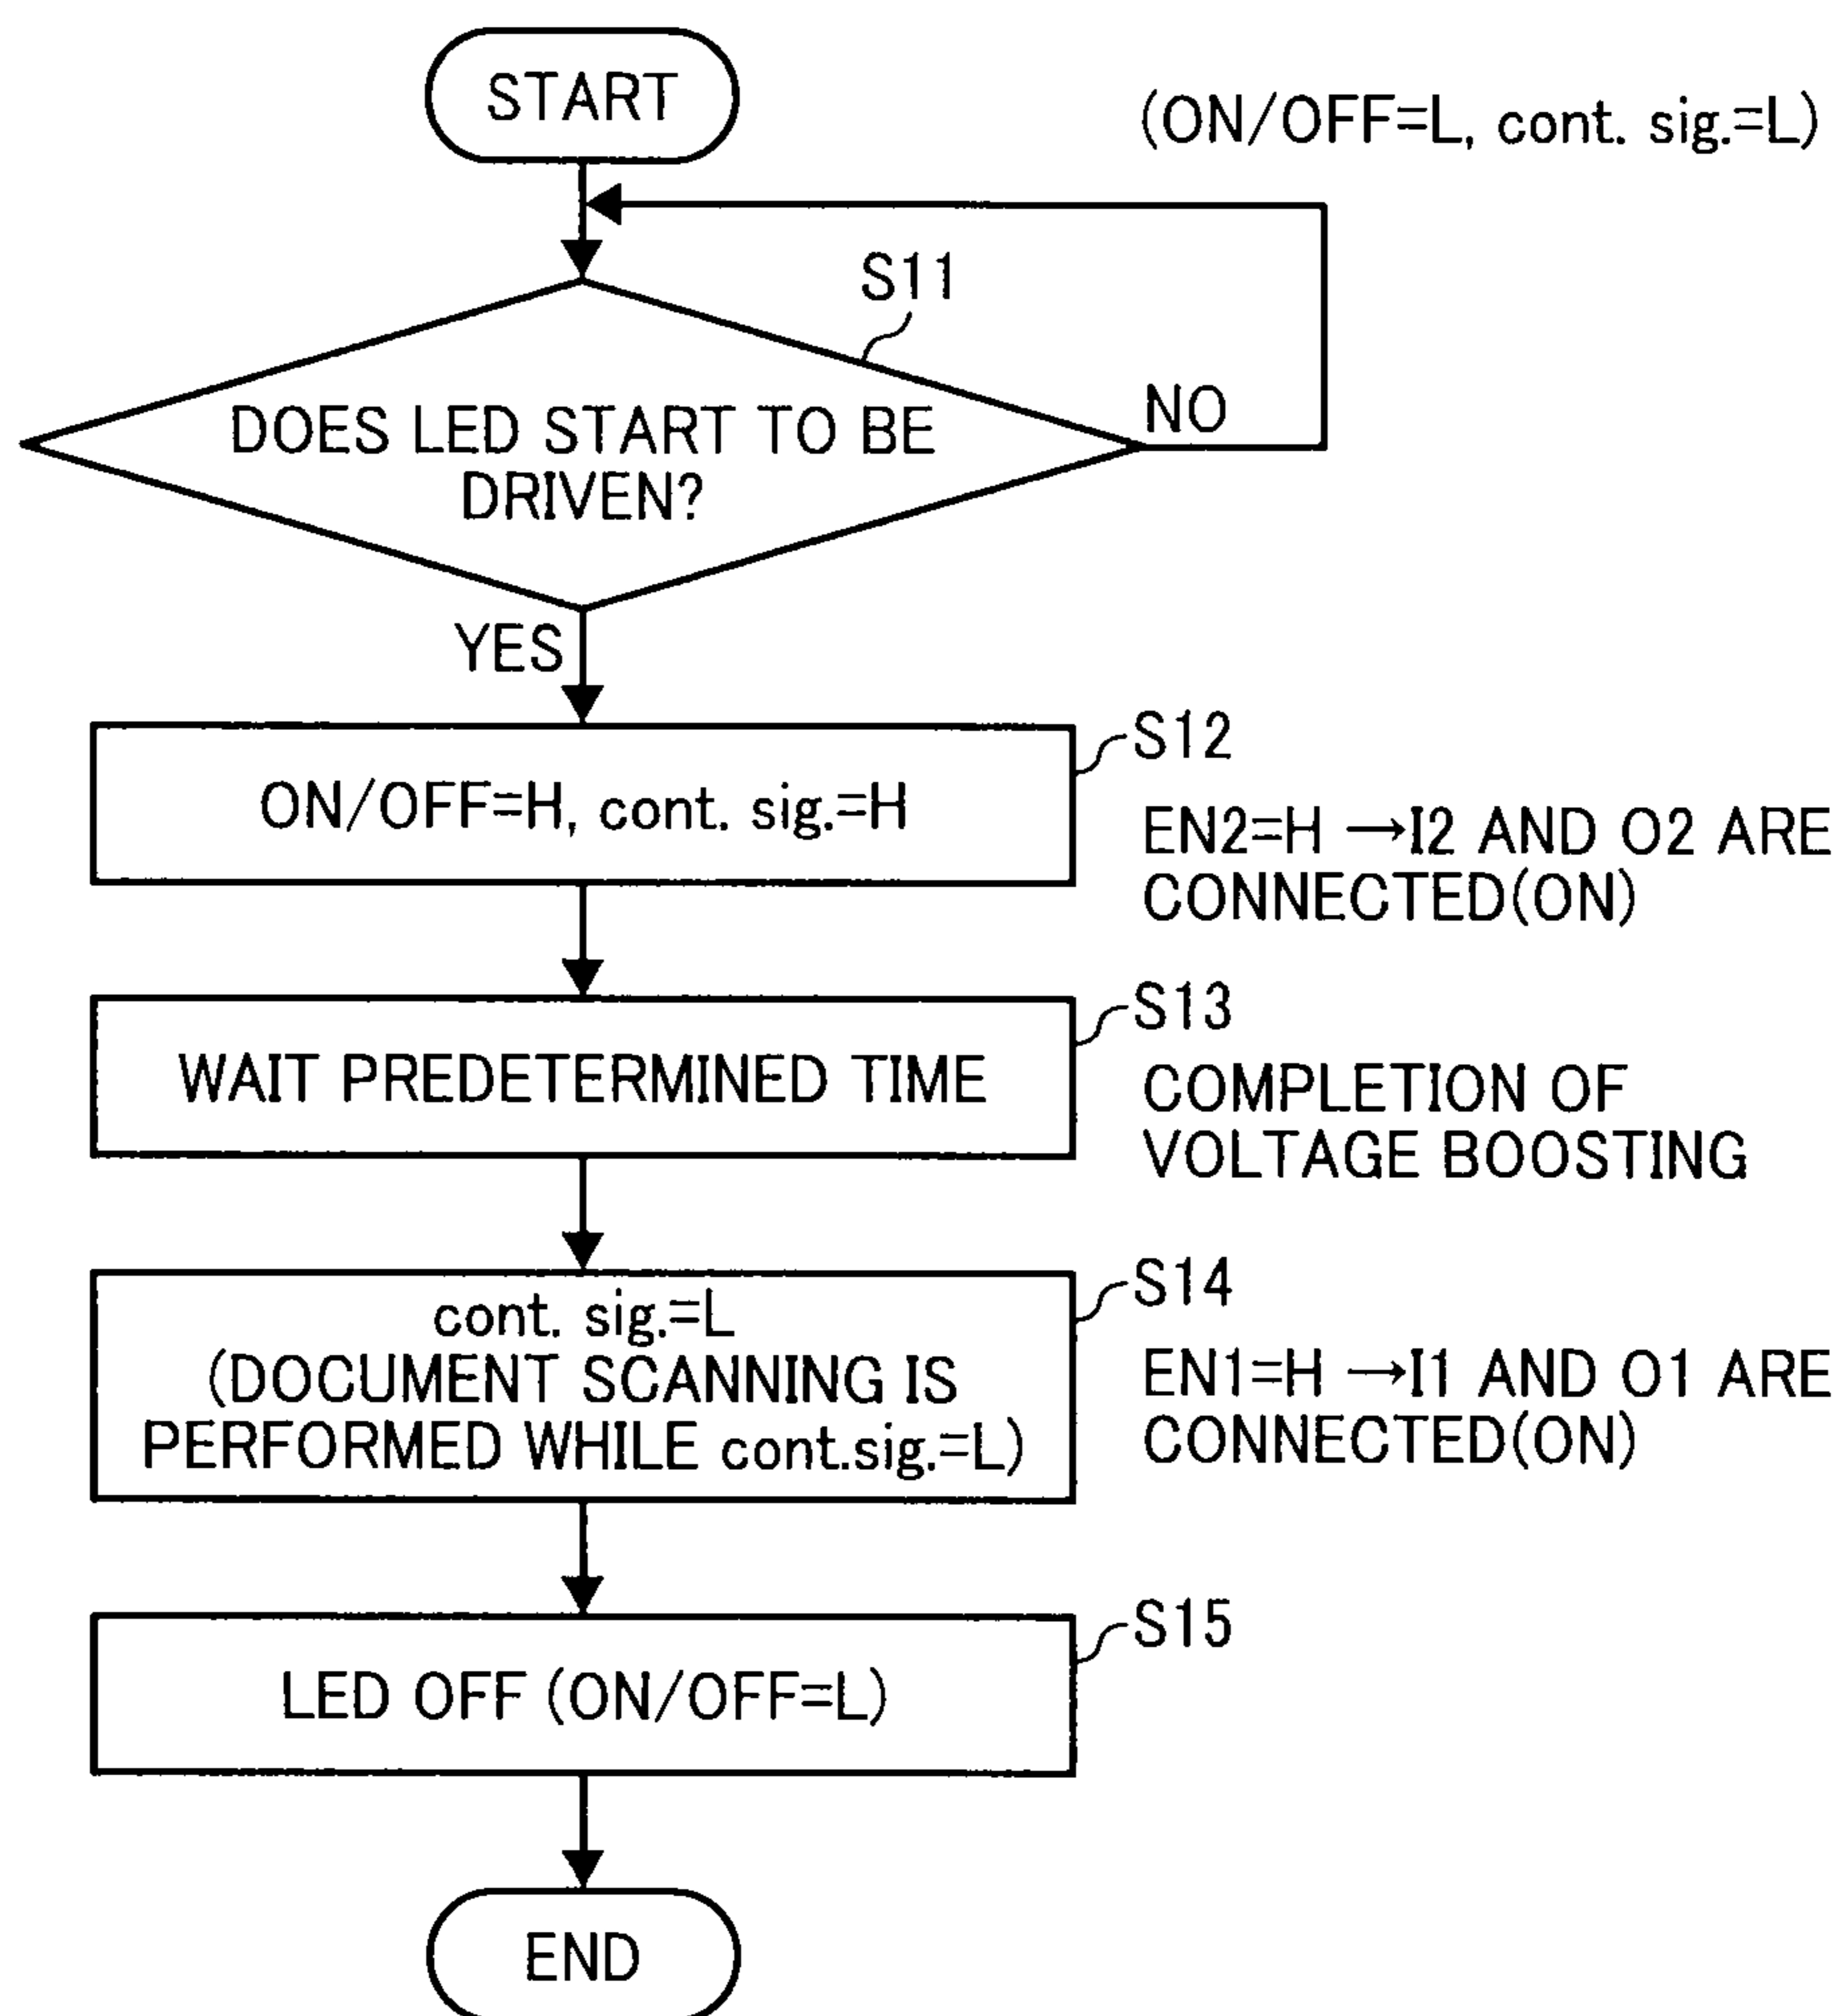 START
(ON/OFF=L, cont. sig.=L)
S11
DOES LED START TO BE
DRIVEN?
NO
YES
S12
ON/OFF=H, cont. sig.=H
EN2=H →I2 AND O2 ARE
CONNECTED(ON)
S13
WAIT PREDETERMINED TIME
COMPLETION OF
VOLTAGE BOOSTING
S14
cont. sig.=L
(DOCUMENT SCANNING IS
PERFORMED WHILE cont.sig.=L)
EN1=H →I1 AND O1 ARE
CONNECTED(ON)
S15
LED OFF (ON/OFF=L)
END